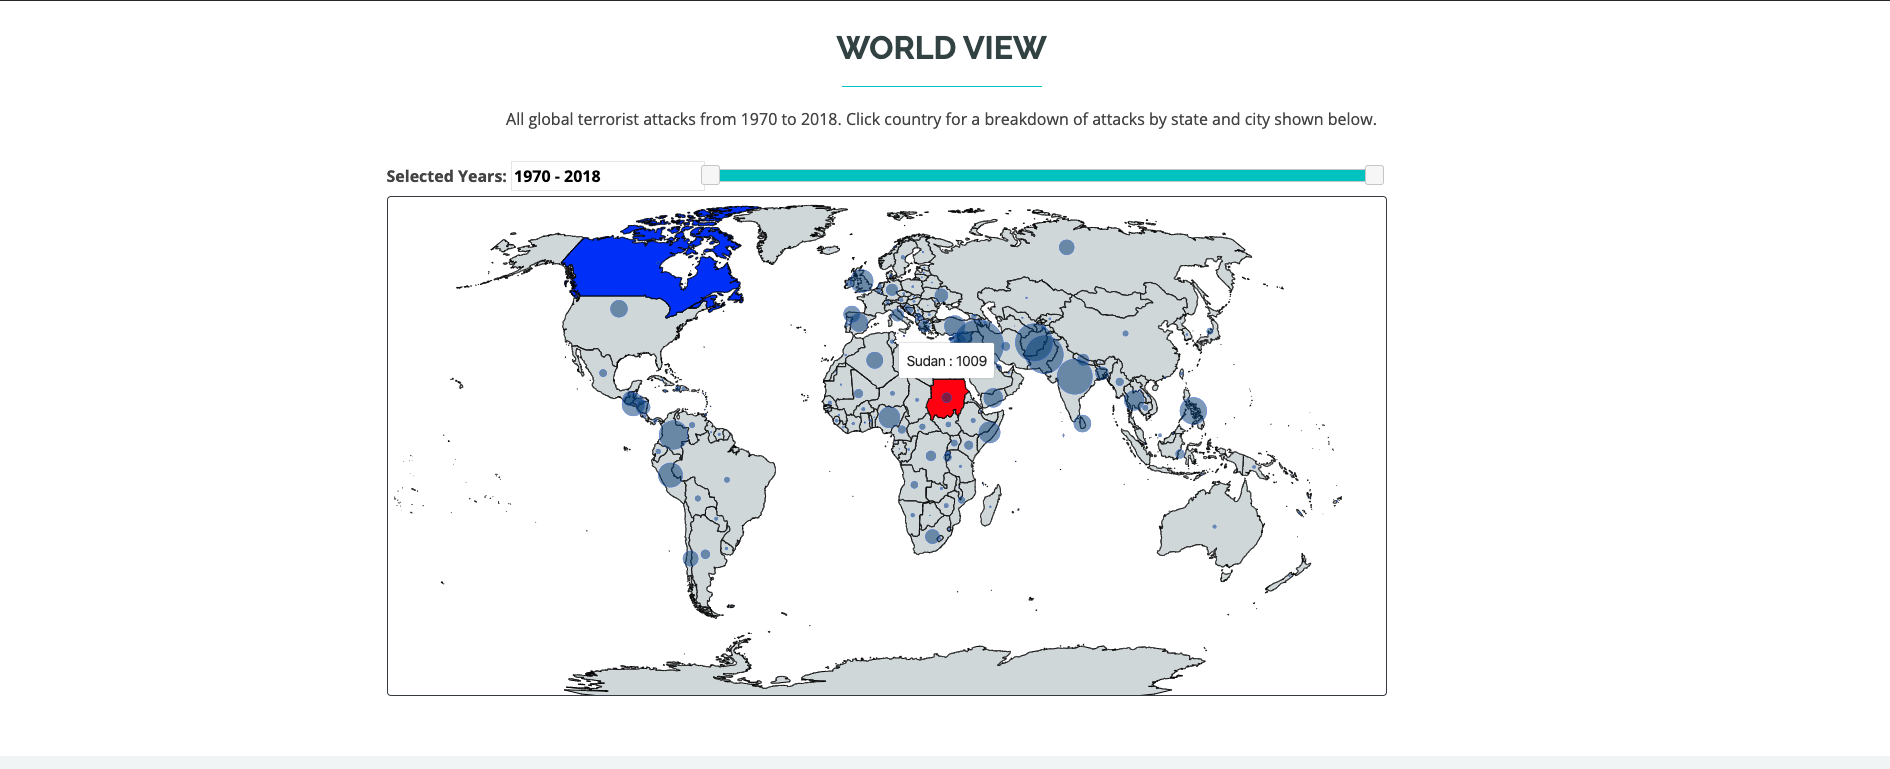 WORLD VIEW
All global terrorist attacks from 1970 to 2018. Click country for a breakdown of attacks by state and city shown below.
Selected Years: 1970 - 2018
Sudan : 1009